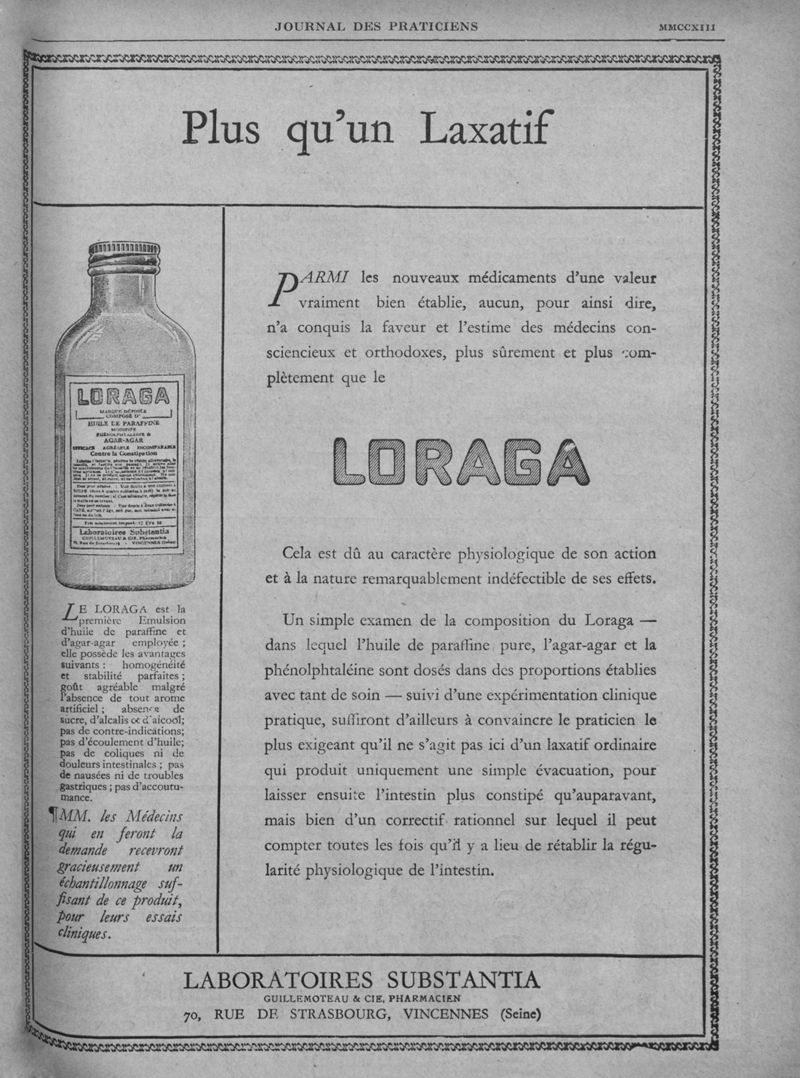 JOURNAL DES PRATICIENS
MMCCXIII
Plus qu'un Laxatif
LORAGA
MARQUE DÉPOSÉE
COMPOSÉ D'
HUILE DE PARAFFINE
PHÉNOLPHTALÉINE &
AGAR-AGAR
EFFICACE AGRÉABLE INCOMPARABLE
Contre la Constipation
Laboratoires Substantia
GUILLEMOTEAU & CIE, Pharmacien
VINCENNES (Seine)
LE LORAGA est la
première Emulsion
d'huile de paraffine et
d'agar-agar employée ;
elle possède les avantages
suivants : homogénéité
et stabilité parfaites ;
goût agréable malgré
l'absence de tout arome
artificiel ; absence de
sucre, d'alcalis et d'alcool;
pas de contre-indications;
pas d'écoulement d'huile;
pas de coliques ni de
douleurs intestinales ; pas
de nausées ni de troubles
gastriques ; pas d'accoutu-
mance.
¶MM. les Médecins
qui en feront la
demande recevront
gracieusement un
échantillonnage suf-
fisant de ce produit,
pour leurs essais
cliniques.
PARMI les nouveaux médicaments d'une valeur
vraiment bien établie, aucun, pour ainsi dire,
n'a conquis la faveur et l'estime des médecins con-
sciencieux et orthodoxes, plus sûrement et plus com-
plètement que le
LORAGA
Cela est dû au caractère physiologique de son action
et à la nature remarquablement indéfectible de ses effets.
Un simple examen de la composition du Loraga —
dans lequel l'huile de paraffine pure, l'agar-agar et la
phénolphtaléine sont dosés dans des proportions établies
avec tant de soin — suivi d'une expérimentation clinique
pratique, suffiront d'ailleurs à convaincre le praticien le
plus exigeant qu'il ne s'agit pas ici d'un laxatif ordinaire
qui produit uniquement une simple évacuation, pour
laisser ensuite l'intestin plus constipé qu'auparavant,
mais bien d'un correctif rationnel sur lequel il peut
compter toutes les fois qu'il y a lieu de rétablir la régu-
larité physiologique de l'intestin.
LABORATOIRES SUBSTANTIA
GUILLEMOTEAU & CIE, PHARMACIEN
70, RUE DE STRASBOURG, VINCENNES (Seine)